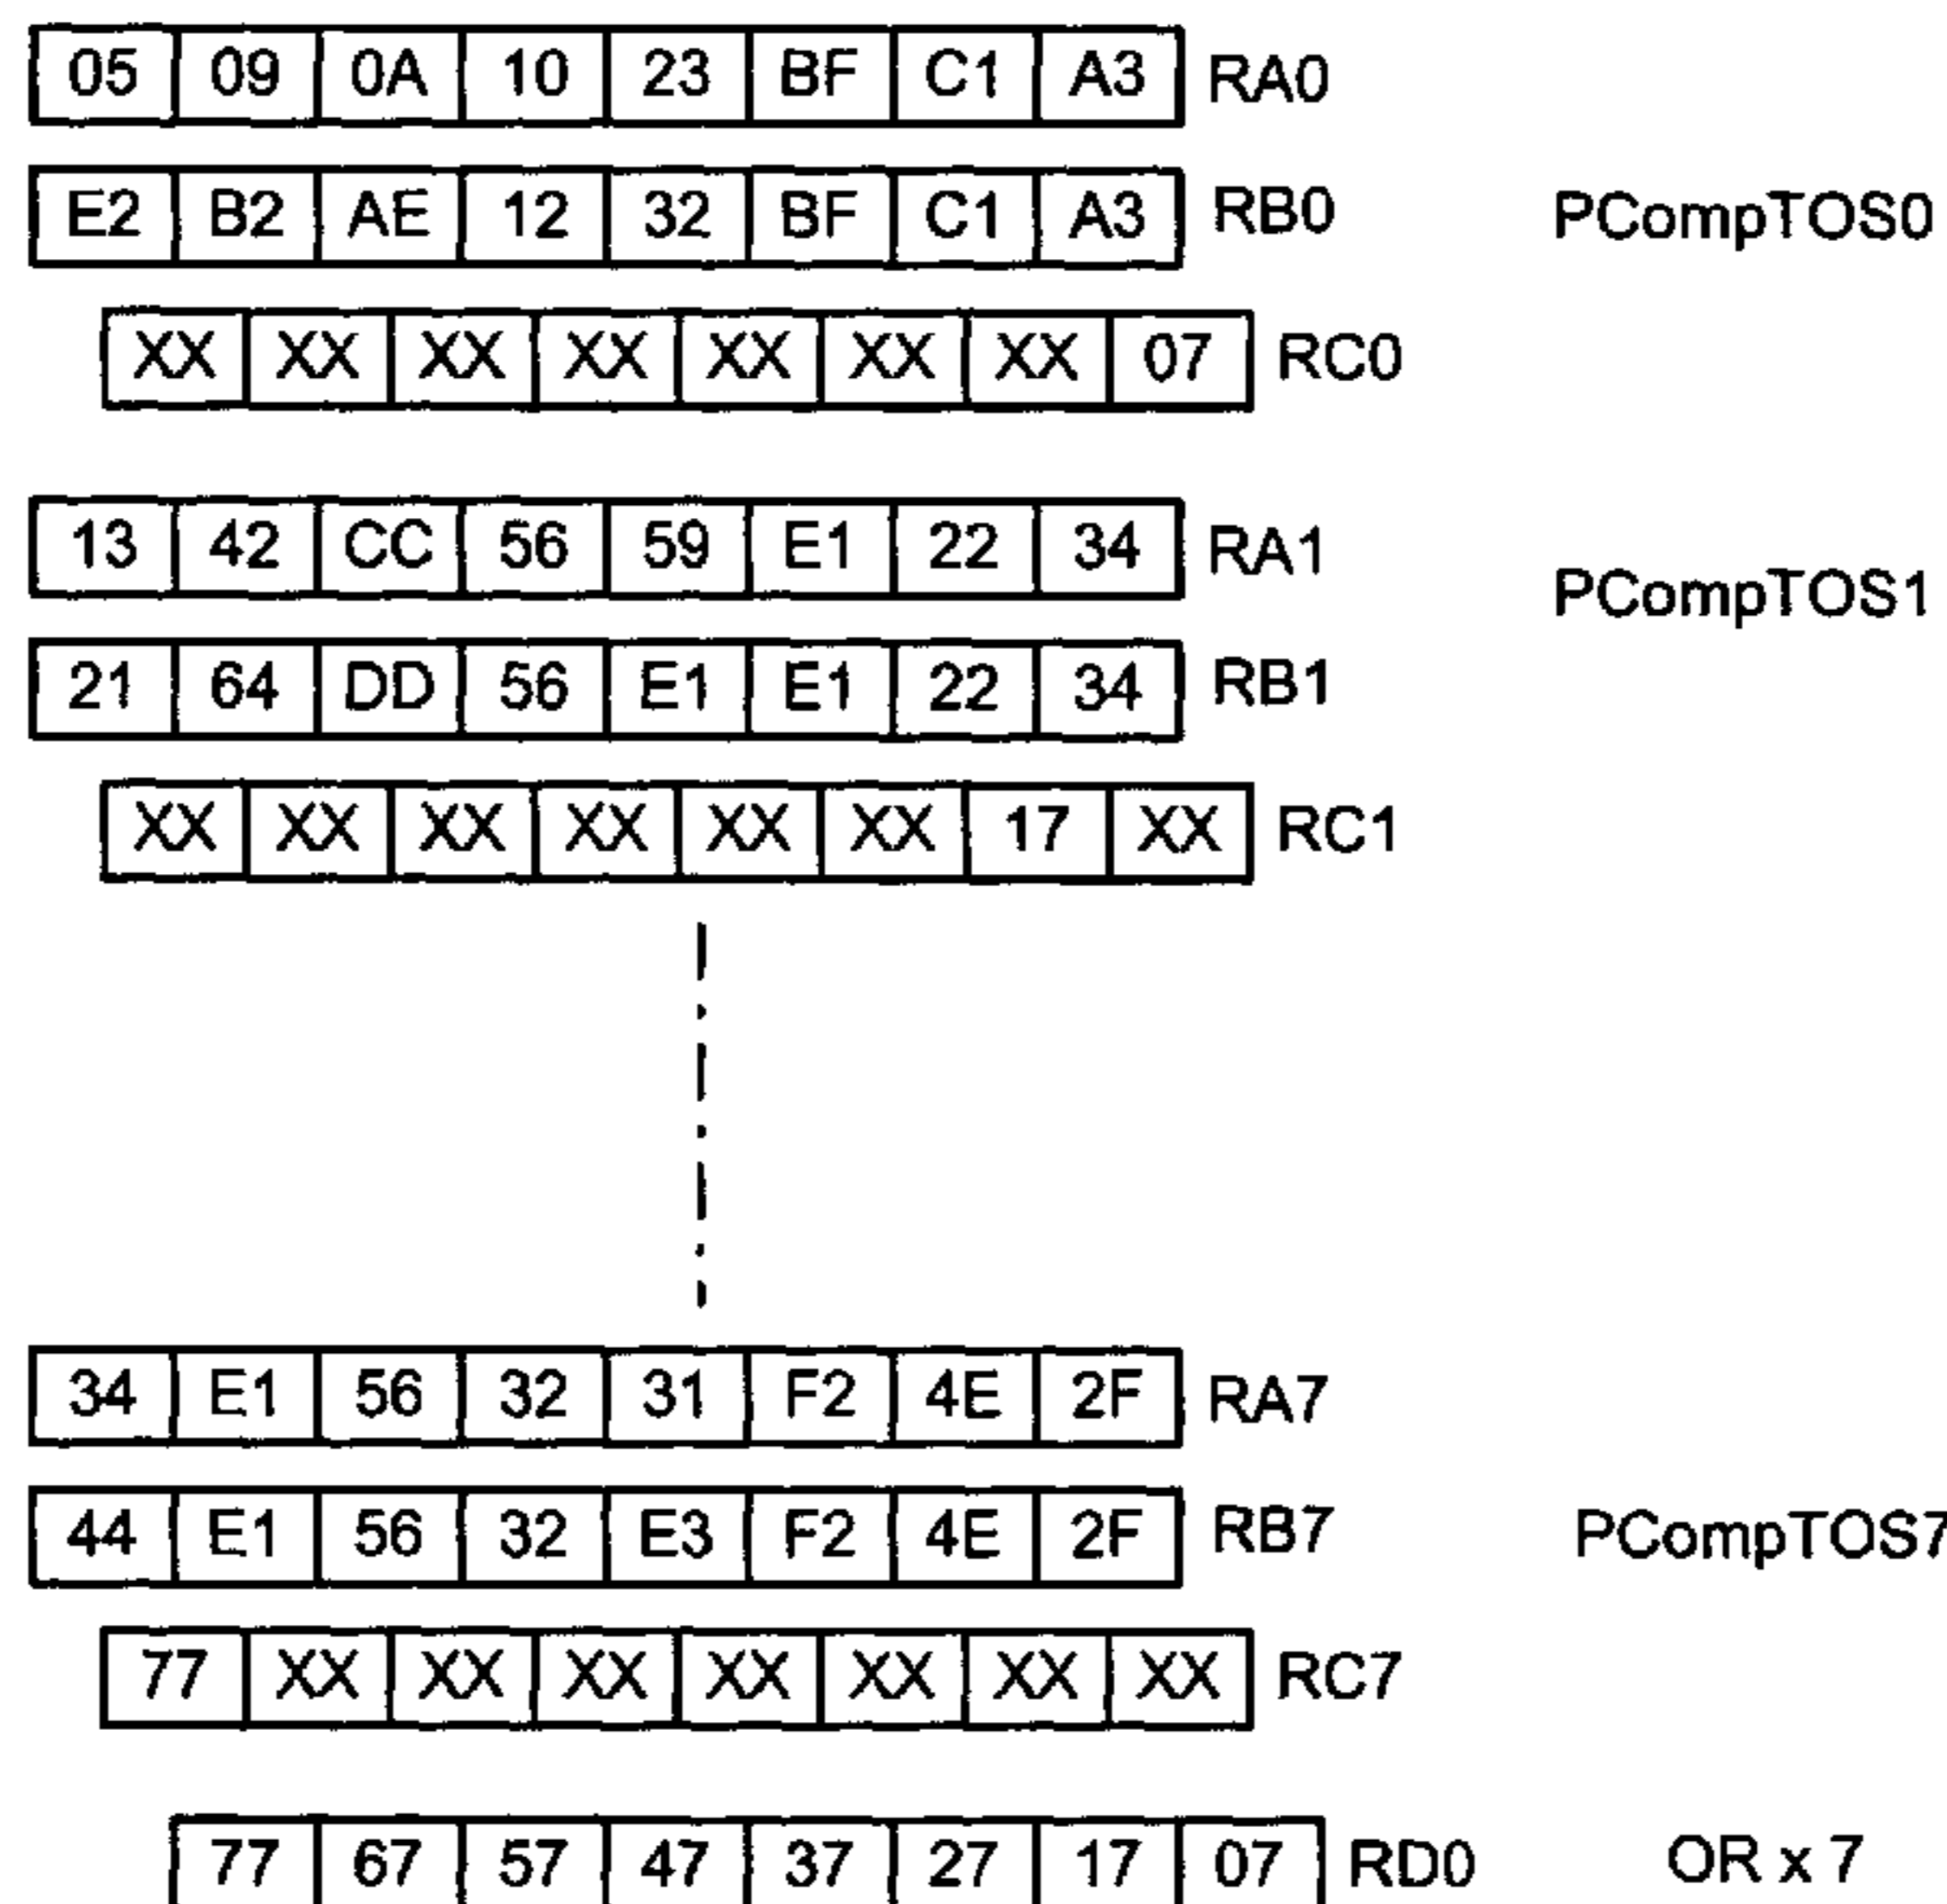 05 09 0A 10 23 BF C1 A3 RA0
E2 B2 AE 12 32 BF C1 A3 RB0 PCompTOS0
XX XX XX XX XX XX XX 07 RC0
13 42 CC 56 59 E1 22 34 RA1 PCompTOS1
21 64 DD 56 E1 E1 22 34 RB1
XX XX XX XX XX XX 17 XX RC1
34 E1 56 32 31 F2 4E 2F RA7
44 E1 56 32 E3 F2 4E 2F RB7 PCompTOS7
77 XX XX XX XX XX XX XX RC7
77 67 57 47 37 27 17 07 RD0 OR x 7